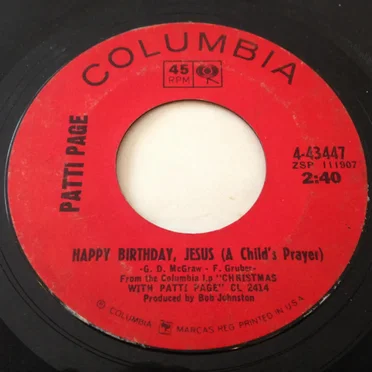 COLUMBIA
45
RPM
PATTI PAGE
4-43447
ZSP 111907
2:40
HAPPY BIRTHDAY, JESUS (A Child's Prayer)
-G. D. McGraw - F. Gruber-
From the Columbia Lp "CHRISTMAS
WITH PATTI PAGE" CL 2414
Produced by Bob Johnston
® COLUMBIA MARCAS REG. PRINTED IN U.S.A.